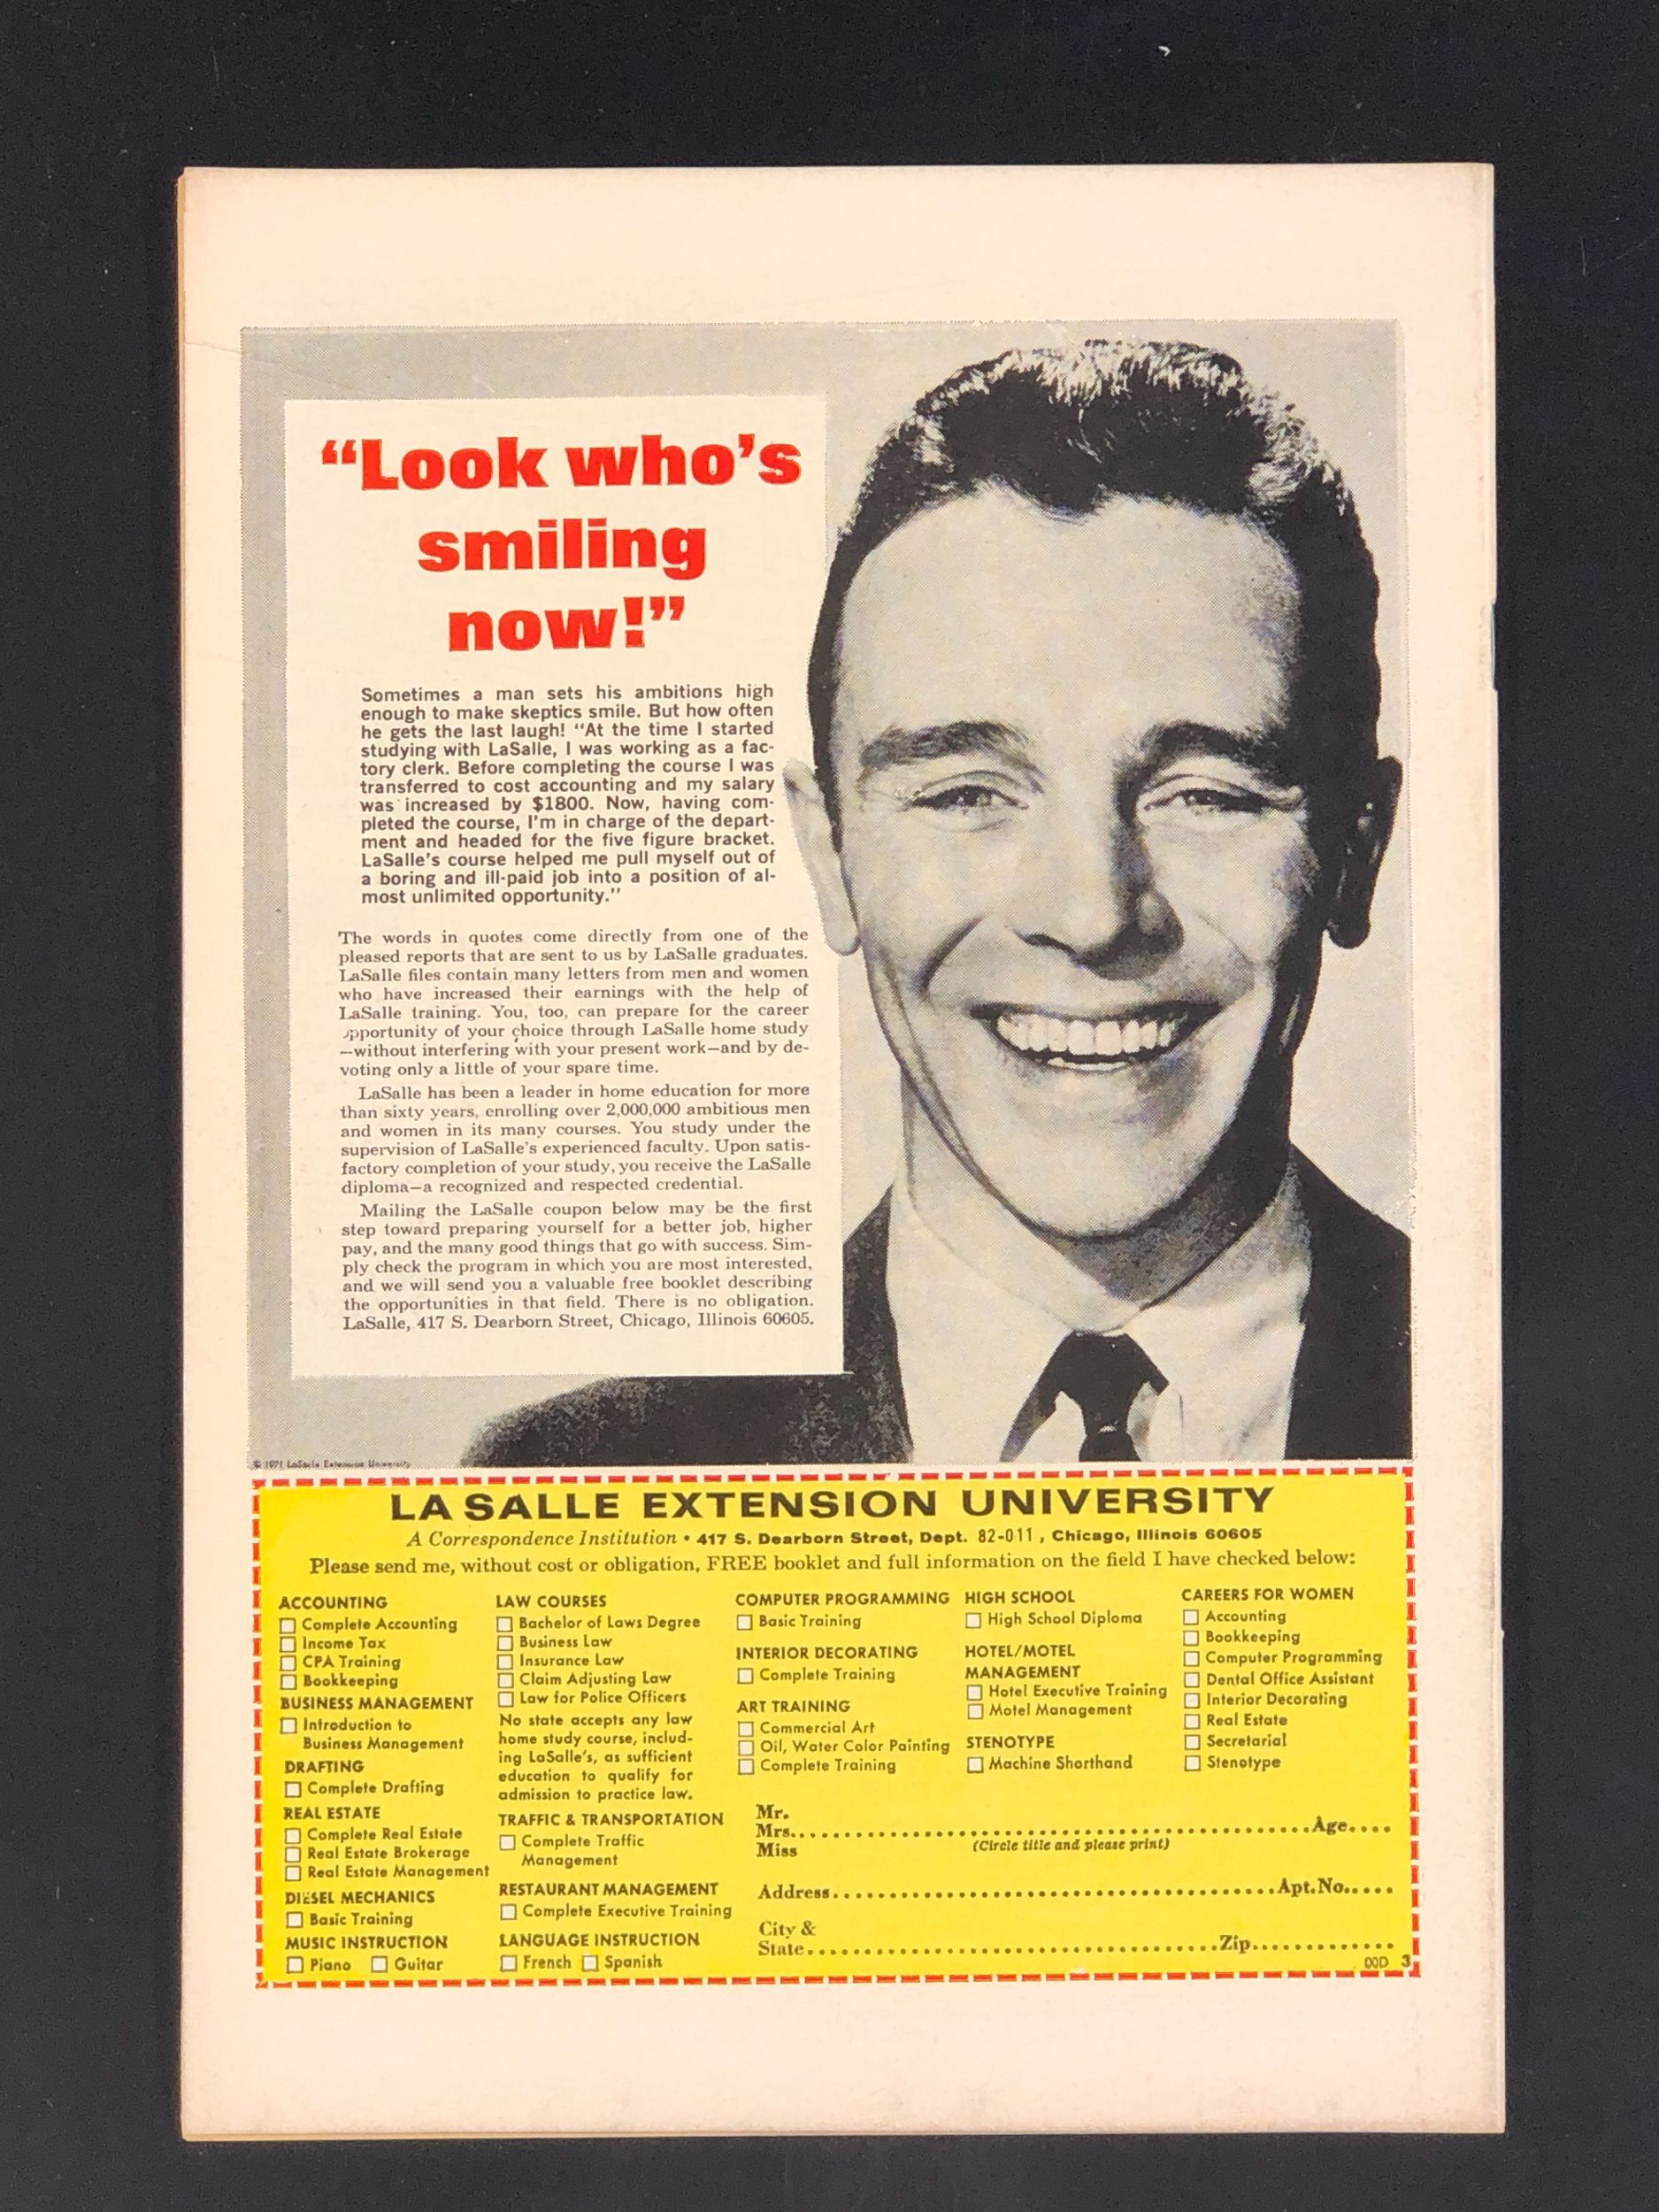 “Look who’s
smiling
now!”
Sometimes a man sets his ambitions high
enough to make skeptics smile. But how often
he gets the last laugh! “At the time I started
studying with LaSalle, I was working as a fac-
tory clerk. Before completing the course I was
transferred to cost accounting and my salary
was increased by $1800. Now, having com-
pleted the course, I’m in charge of the depart-
ment and headed for the five figure bracket.
LaSalle’s course helped me pull myself out of
a boring and ill-paid job into a position of al-
most unlimited opportunity.”
The words in quotes come directly from one of the
pleased reports that are sent to us by LaSalle graduates.
LaSalle files contain many letters from men and women
who have increased their earnings with the help of
LaSalle training. You, too, can prepare for the career
opportunity of your choice through LaSalle home study
—without interfering with your present work—and by de-
voting only a little of your spare time.
LaSalle has been a leader in home education for more
than sixty years, enrolling over 2,000,000 ambitious men
and women in its many courses. You study under the
supervision of LaSalle’s experienced faculty. Upon satis-
factory completion of your study, you receive the LaSalle
diploma—a recognized and respected credential.
Mailing the LaSalle coupon below may be the first
step toward preparing yourself for a better job, higher
pay, and the many good things that go with success. Sim-
ply check the program in which you are most interested,
and we will send you a valuable free booklet describing
the opportunities in that field. There is no obligation.
LaSalle, 417 S. Dearborn Street, Chicago, Illinois 60605.
© 1971 LaSalle Extension University
LA SALLE EXTENSION UNIVERSITY
A Correspondence Institution • 417 S. Dearborn Street, Dept. 82-011, Chicago, Illinois 60605
Please send me, without cost or obligation, FREE booklet and full information on the field I have checked below:
ACCOUNTING
Complete Accounting
Income Tax
CPA Training
Bookkeeping
BUSINESS MANAGEMENT
Introduction to
Business Management
DRAFTING
Complete Drafting
REAL ESTATE
Complete Real Estate
Real Estate Brokerage
Real Estate Management
DIESEL MECHANICS
Basic Training
MUSIC INSTRUCTION
Piano Guitar
LAW COURSES
Bachelor of Laws Degree
Business Law
Insurance Law
Claim Adjusting Law
Law for Police Officers
No state accepts any law
home study course, includ-
ing LaSalle’s, as sufficient
education to qualify for
admission to practice law.
TRAFFIC & TRANSPORTATION
Complete Traffic
Management
RESTAURANT MANAGEMENT
Complete Executive Training
LANGUAGE INSTRUCTION
French Spanish
COMPUTER PROGRAMMING
Basic Training
INTERIOR DECORATING
Complete Training
ART TRAINING
Commercial Art
Oil, Water Color Painting
Complete Training
HIGH SCHOOL
High School Diploma
HOTEL/MOTEL
MANAGEMENT
Hotel Executive Training
Motel Management
STENOTYPE
Machine Shorthand
CAREERS FOR WOMEN
Accounting
Bookkeeping
Computer Programming
Dental Office Assistant
Interior Decorating
Real Estate
Secretarial
Stenotype
Mr.
Mrs. Age
Miss (Circle title and please print)
Address Apt. No.
City &
State Zip
00D 3